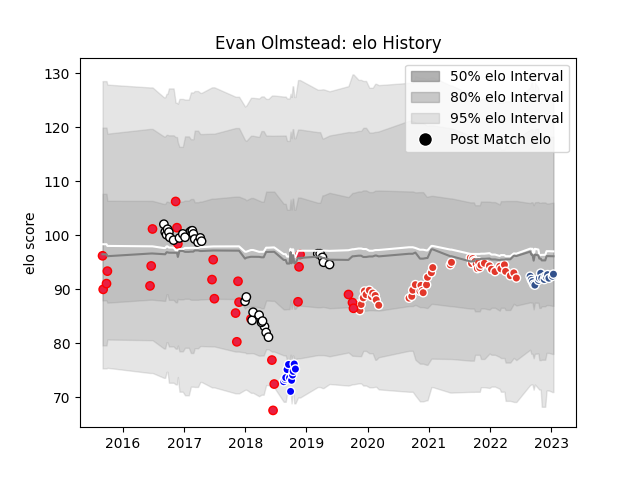 Evan Olmstead: elo History
elo score
130
120
110
100
90
80
70
50% elo Interval
80% elo Interval
95% elo Interval
Post Match elo
2016 2017 2018 2019 2020 2021 2022 2023